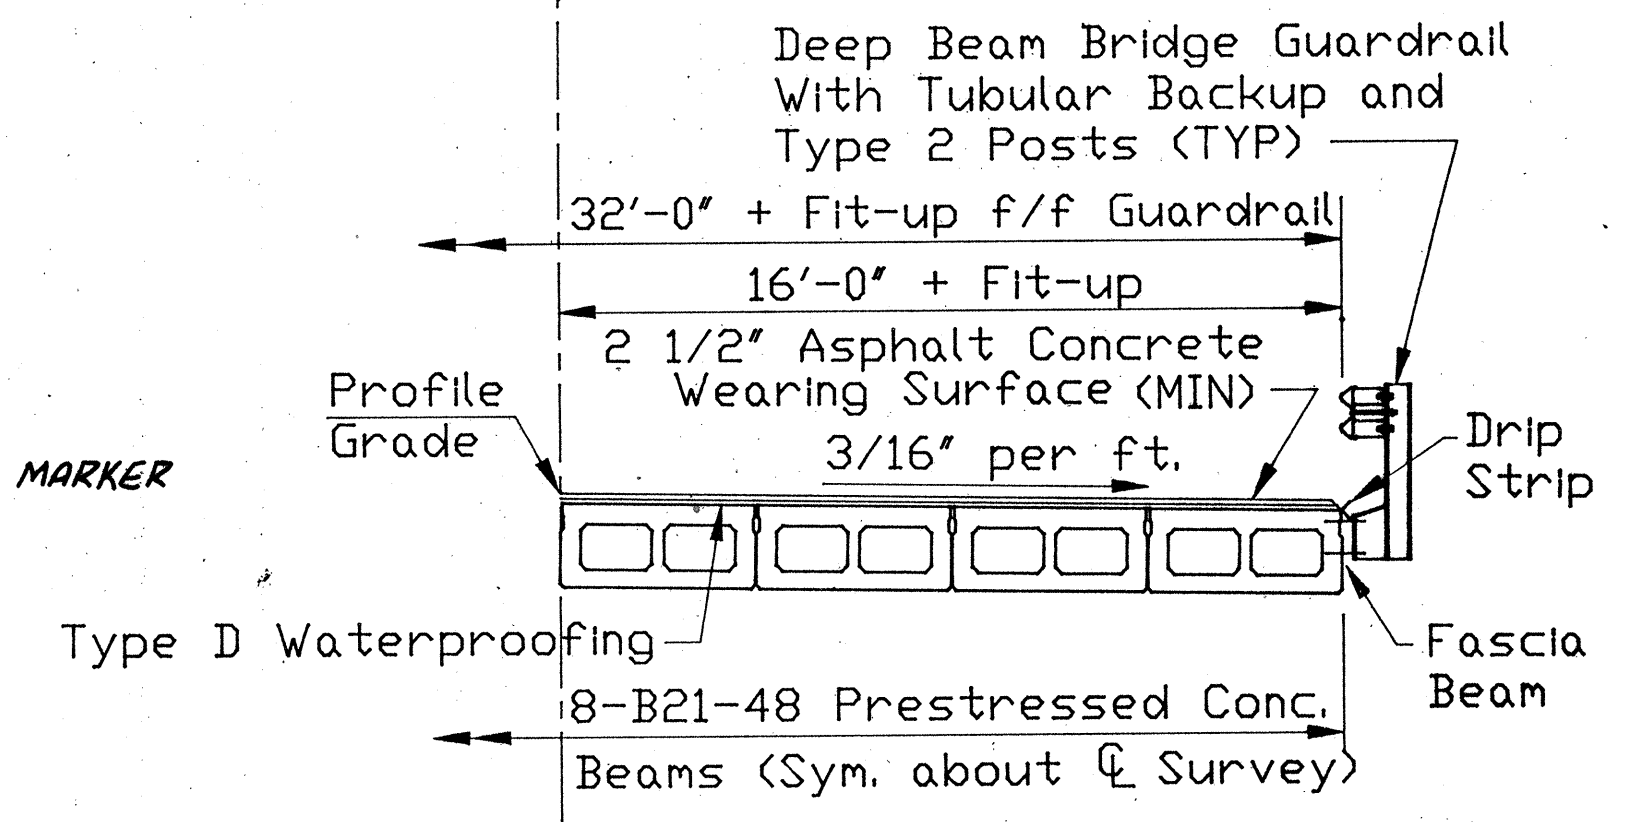 Deep Beam Bridge Guardrail
With Tubular Backup and
Type 2 Posts (TYP)
32'-0" + Fit-up f/f Guardrail
16'-0" + Fit-up
2 1/2" Asphalt Concrete
Wearing Surface (MIN)
Profile
Grade
3/16" per ft.
Drip
Strip
MARKER
Type D Waterproofing
Fascia
Beam
8-B21-48 Prestressed Conc.
Beams (Sym. about ℄ Survey)